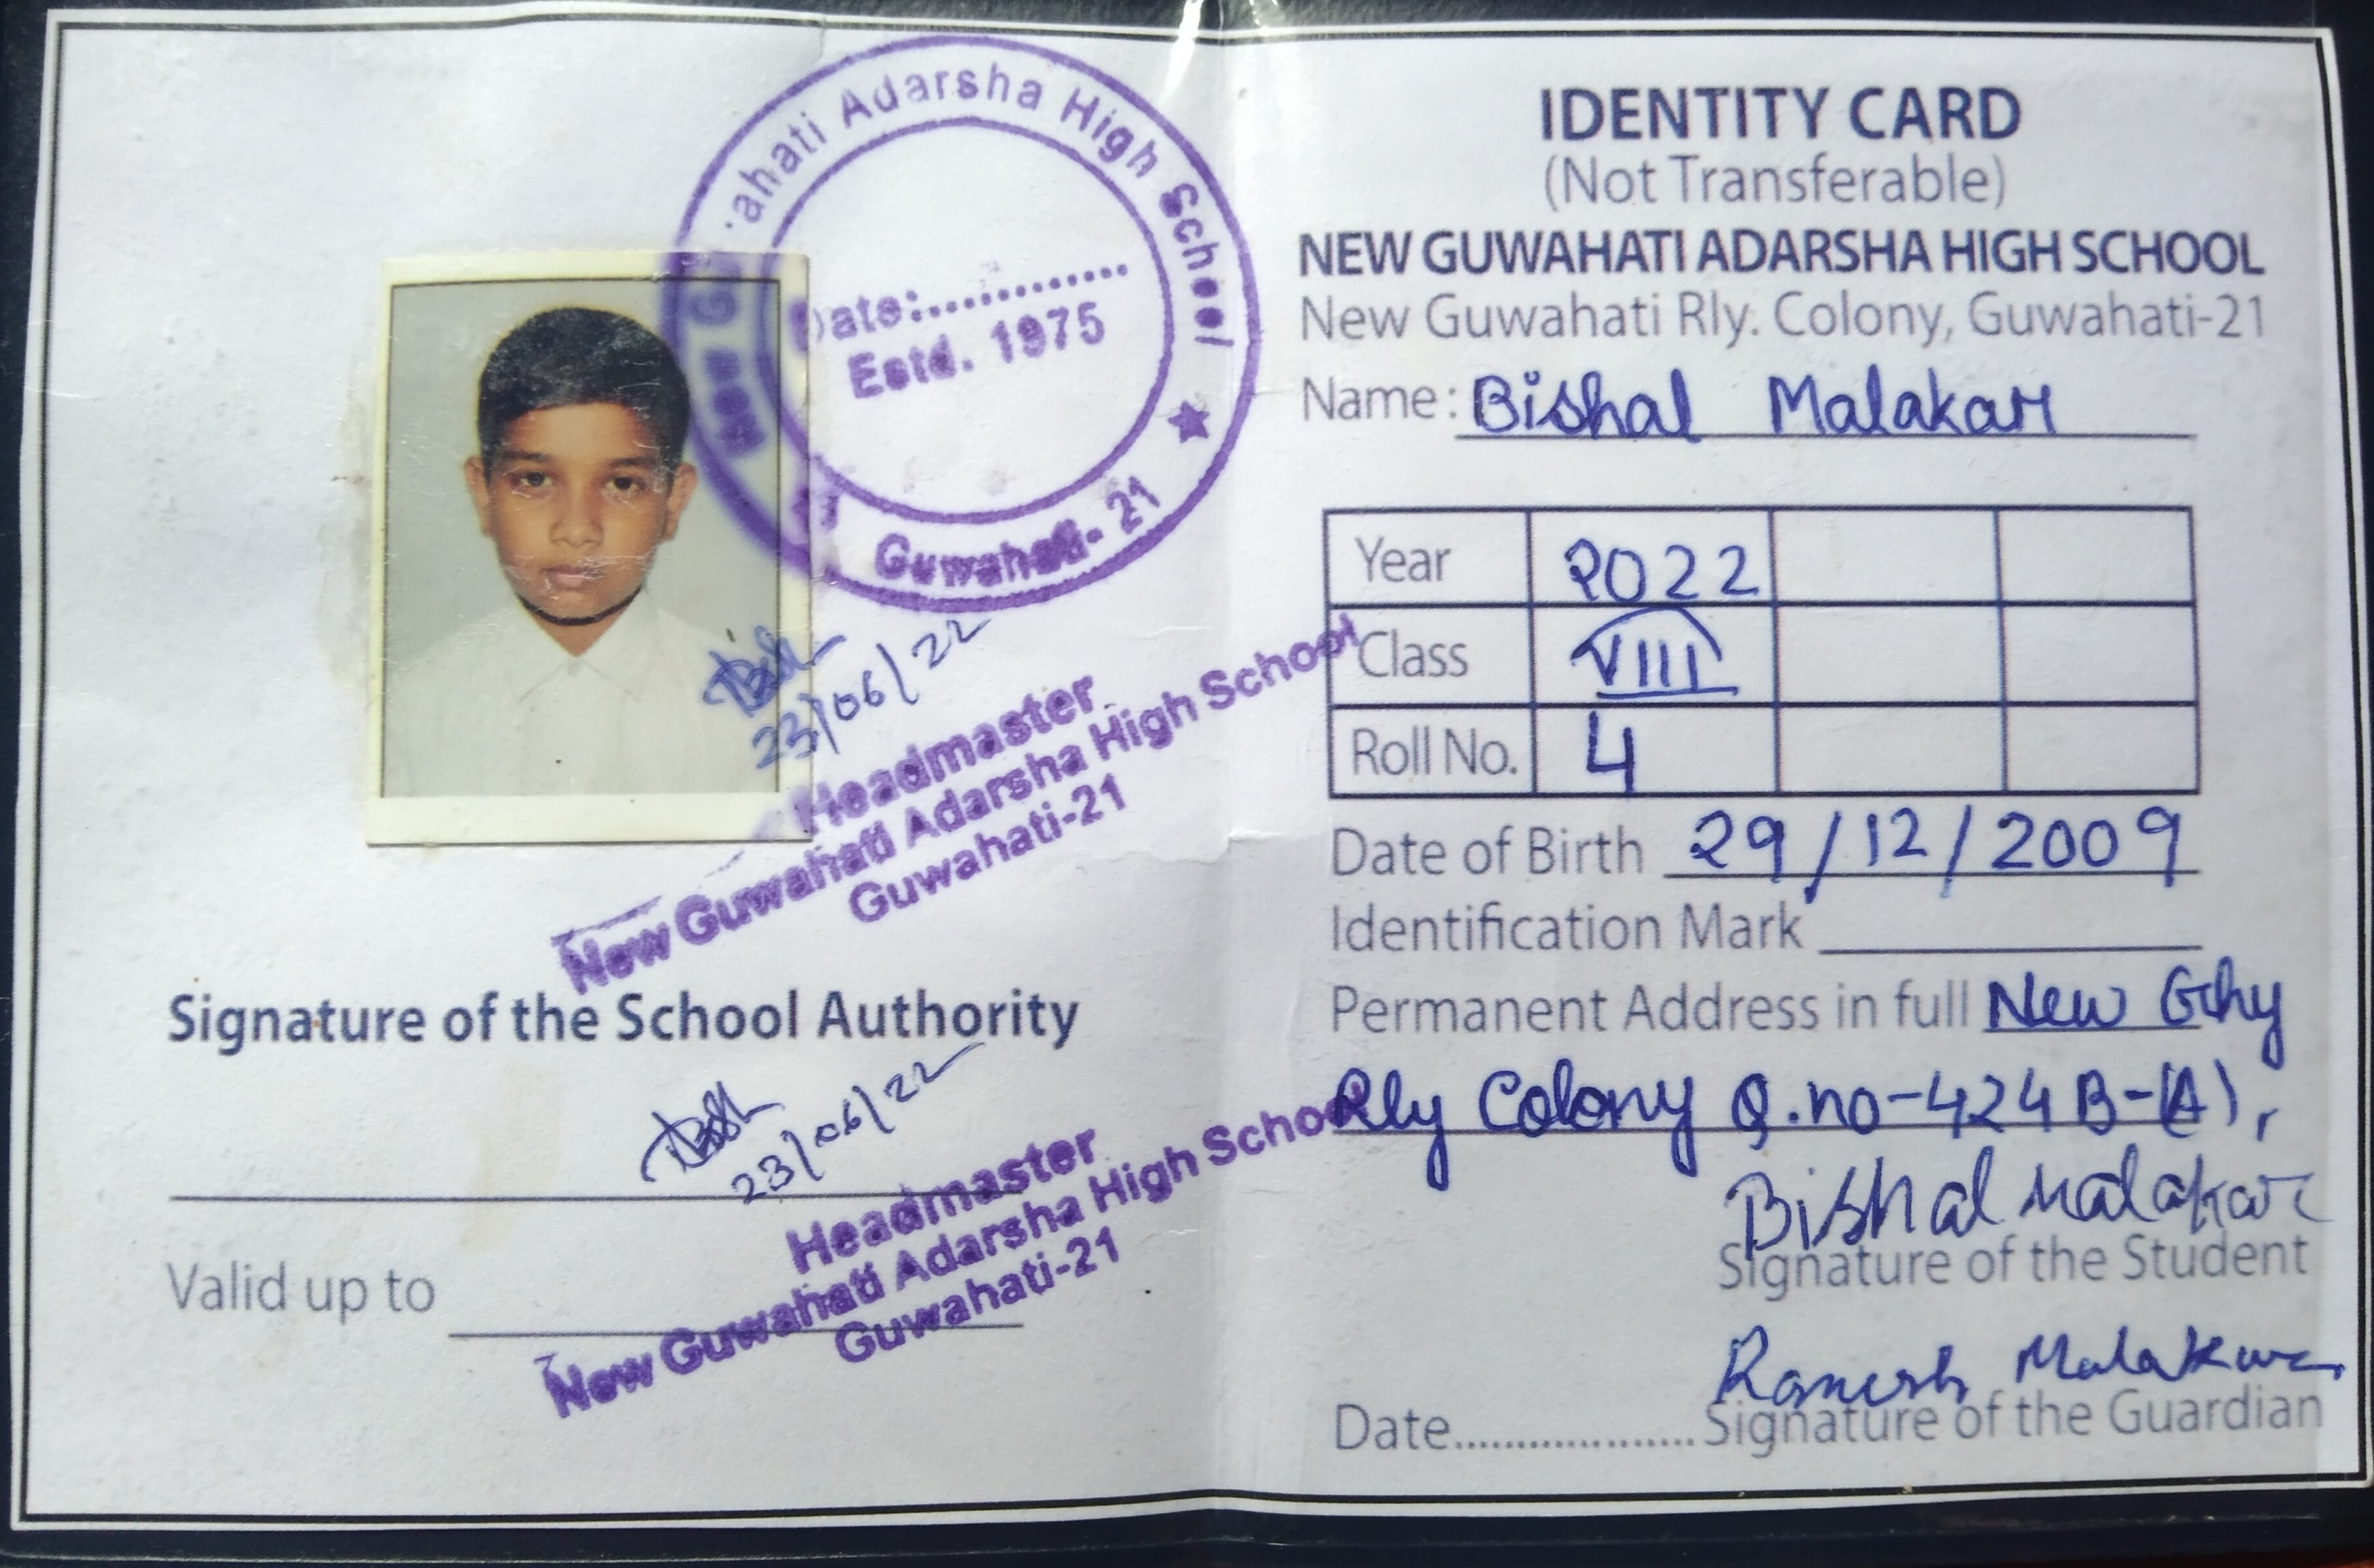 New Guwahati Adarsha High School
Date:.............
Estd. 1975
Guwahati-21
23/06/22
Headmaster
New Guwahati Adarsha High School
Guwahati-21
Signature of the School Authority
23/06/22
Headmaster
New Guwahati Adarsha High School
Guwahati-21
Valid up to
IDENTITY CARD
(Not Transferable)
NEW GUWAHATI ADARSHA HIGH SCHOOL
New Guwahati Rly. Colony, Guwahati-21
Name: Bishal Malakar
Year 2022
Class VIII
Roll No. 4
Date of Birth 29/12/2009
Identification Mark
Permanent Address in full New Ghy
Rly Colony Q.no-424B-(A),
Bishal Malakar
Signature of the Student
Ramesh Malakar
Date................... Signature of the Guardian